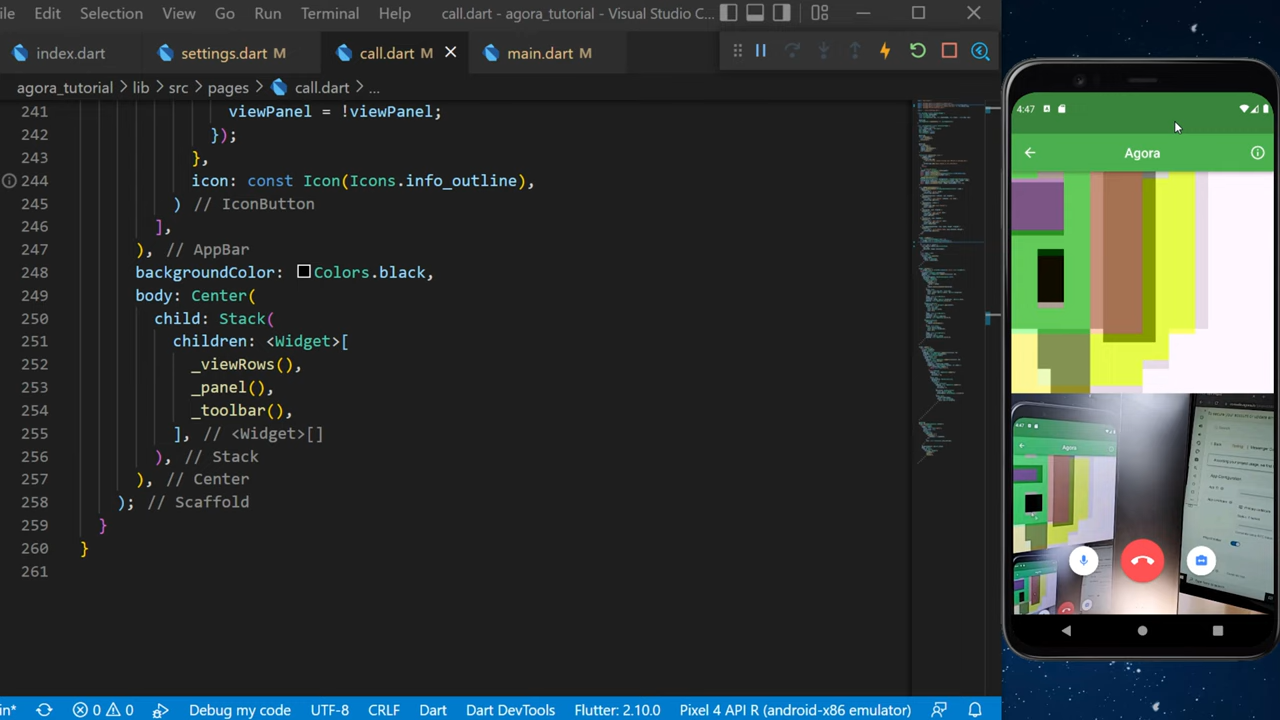 ile Edit Selection View Go Run Terminal Help call.dart - agora_tutorial - Visual Studio C...
index.dart settings.dart M call.dart M main.dart M
agora_tutorial > lib > src > pages > call.dart > ...
241 viewPanel = !viewPanel;
242 });
243 },
244 icon: const Icon(Icons.info_outline),
245 ) // IconButton
246 ],
247 ), // AppBar
248 backgroundColor: Colors.black,
249 body: Center(
250 child: Stack(
251 children: <Widget>[
252 _viewRows(),
253 _panel(),
254 _toolbar(),
255 ], // <Widget>[]
256 ), // Stack
257 ), // Center
258 ); // Scaffold
259 }
260 }
261
in* 0 0 Debug my code UTF-8 CRLF Dart Dart DevTools Flutter: 2.10.0 Pixel 4 API R (android-x86 emulator)
4:47
Agora
Agora